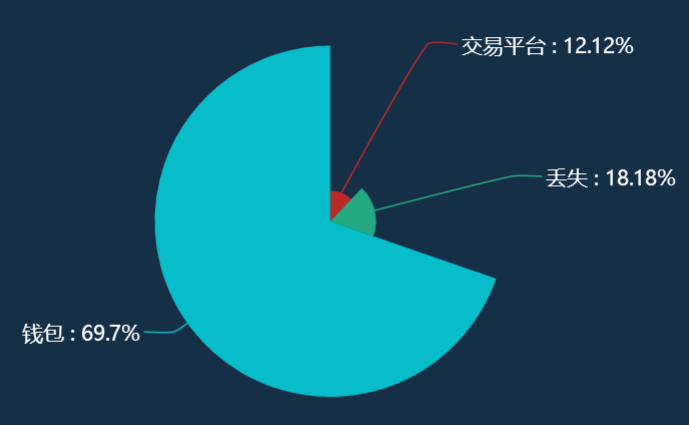 交易平台 : 12.12%
丢失 : 18.18%
钱包 : 69.7%